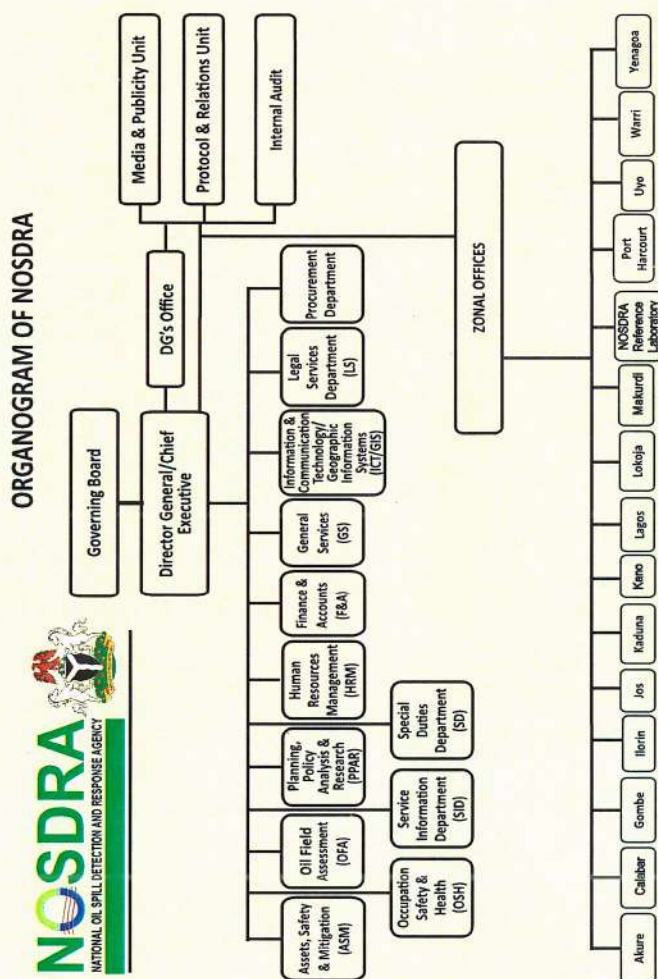 NOSDRA
NATIONAL OIL SPILL DETECTION AND RESPONSE AGENCY
ORGANOGRAM OF NOSDRA
Governing Board
Director General/Chief
Executive
DG's Office
Media & Publicity Unit
Protocol & Relations Unit
Internal Audit
Assets, Safety
& Mitigation
(ASM)
Oil Field
Assessment
(OFA)
Planning,
Policy
Analysis &
Research
(PPAR)
Human
Resources
Management
(HRM)
Finance &
Accounts
(F&A)
General
Services
(GS)
Information &
Communication
Technology/
Geographic
Information
Systems
(ICT/GIS)
Legal
Services
Department
(LS)
Procurement
Department
Occupation
Safety &
Health
(OSH)
Service
Information
Department
(SID)
Special
Duties
Department
(SD)
ZONAL OFFICES
Akure
Calabar
Gombe
Ilorin
Jos
Kaduna
Kano
Lagos
Lokoja
Makurdi
NOSDRA
Reference
Laboratory
Port
Harcourt
Uyo
Warri
Yenagoa